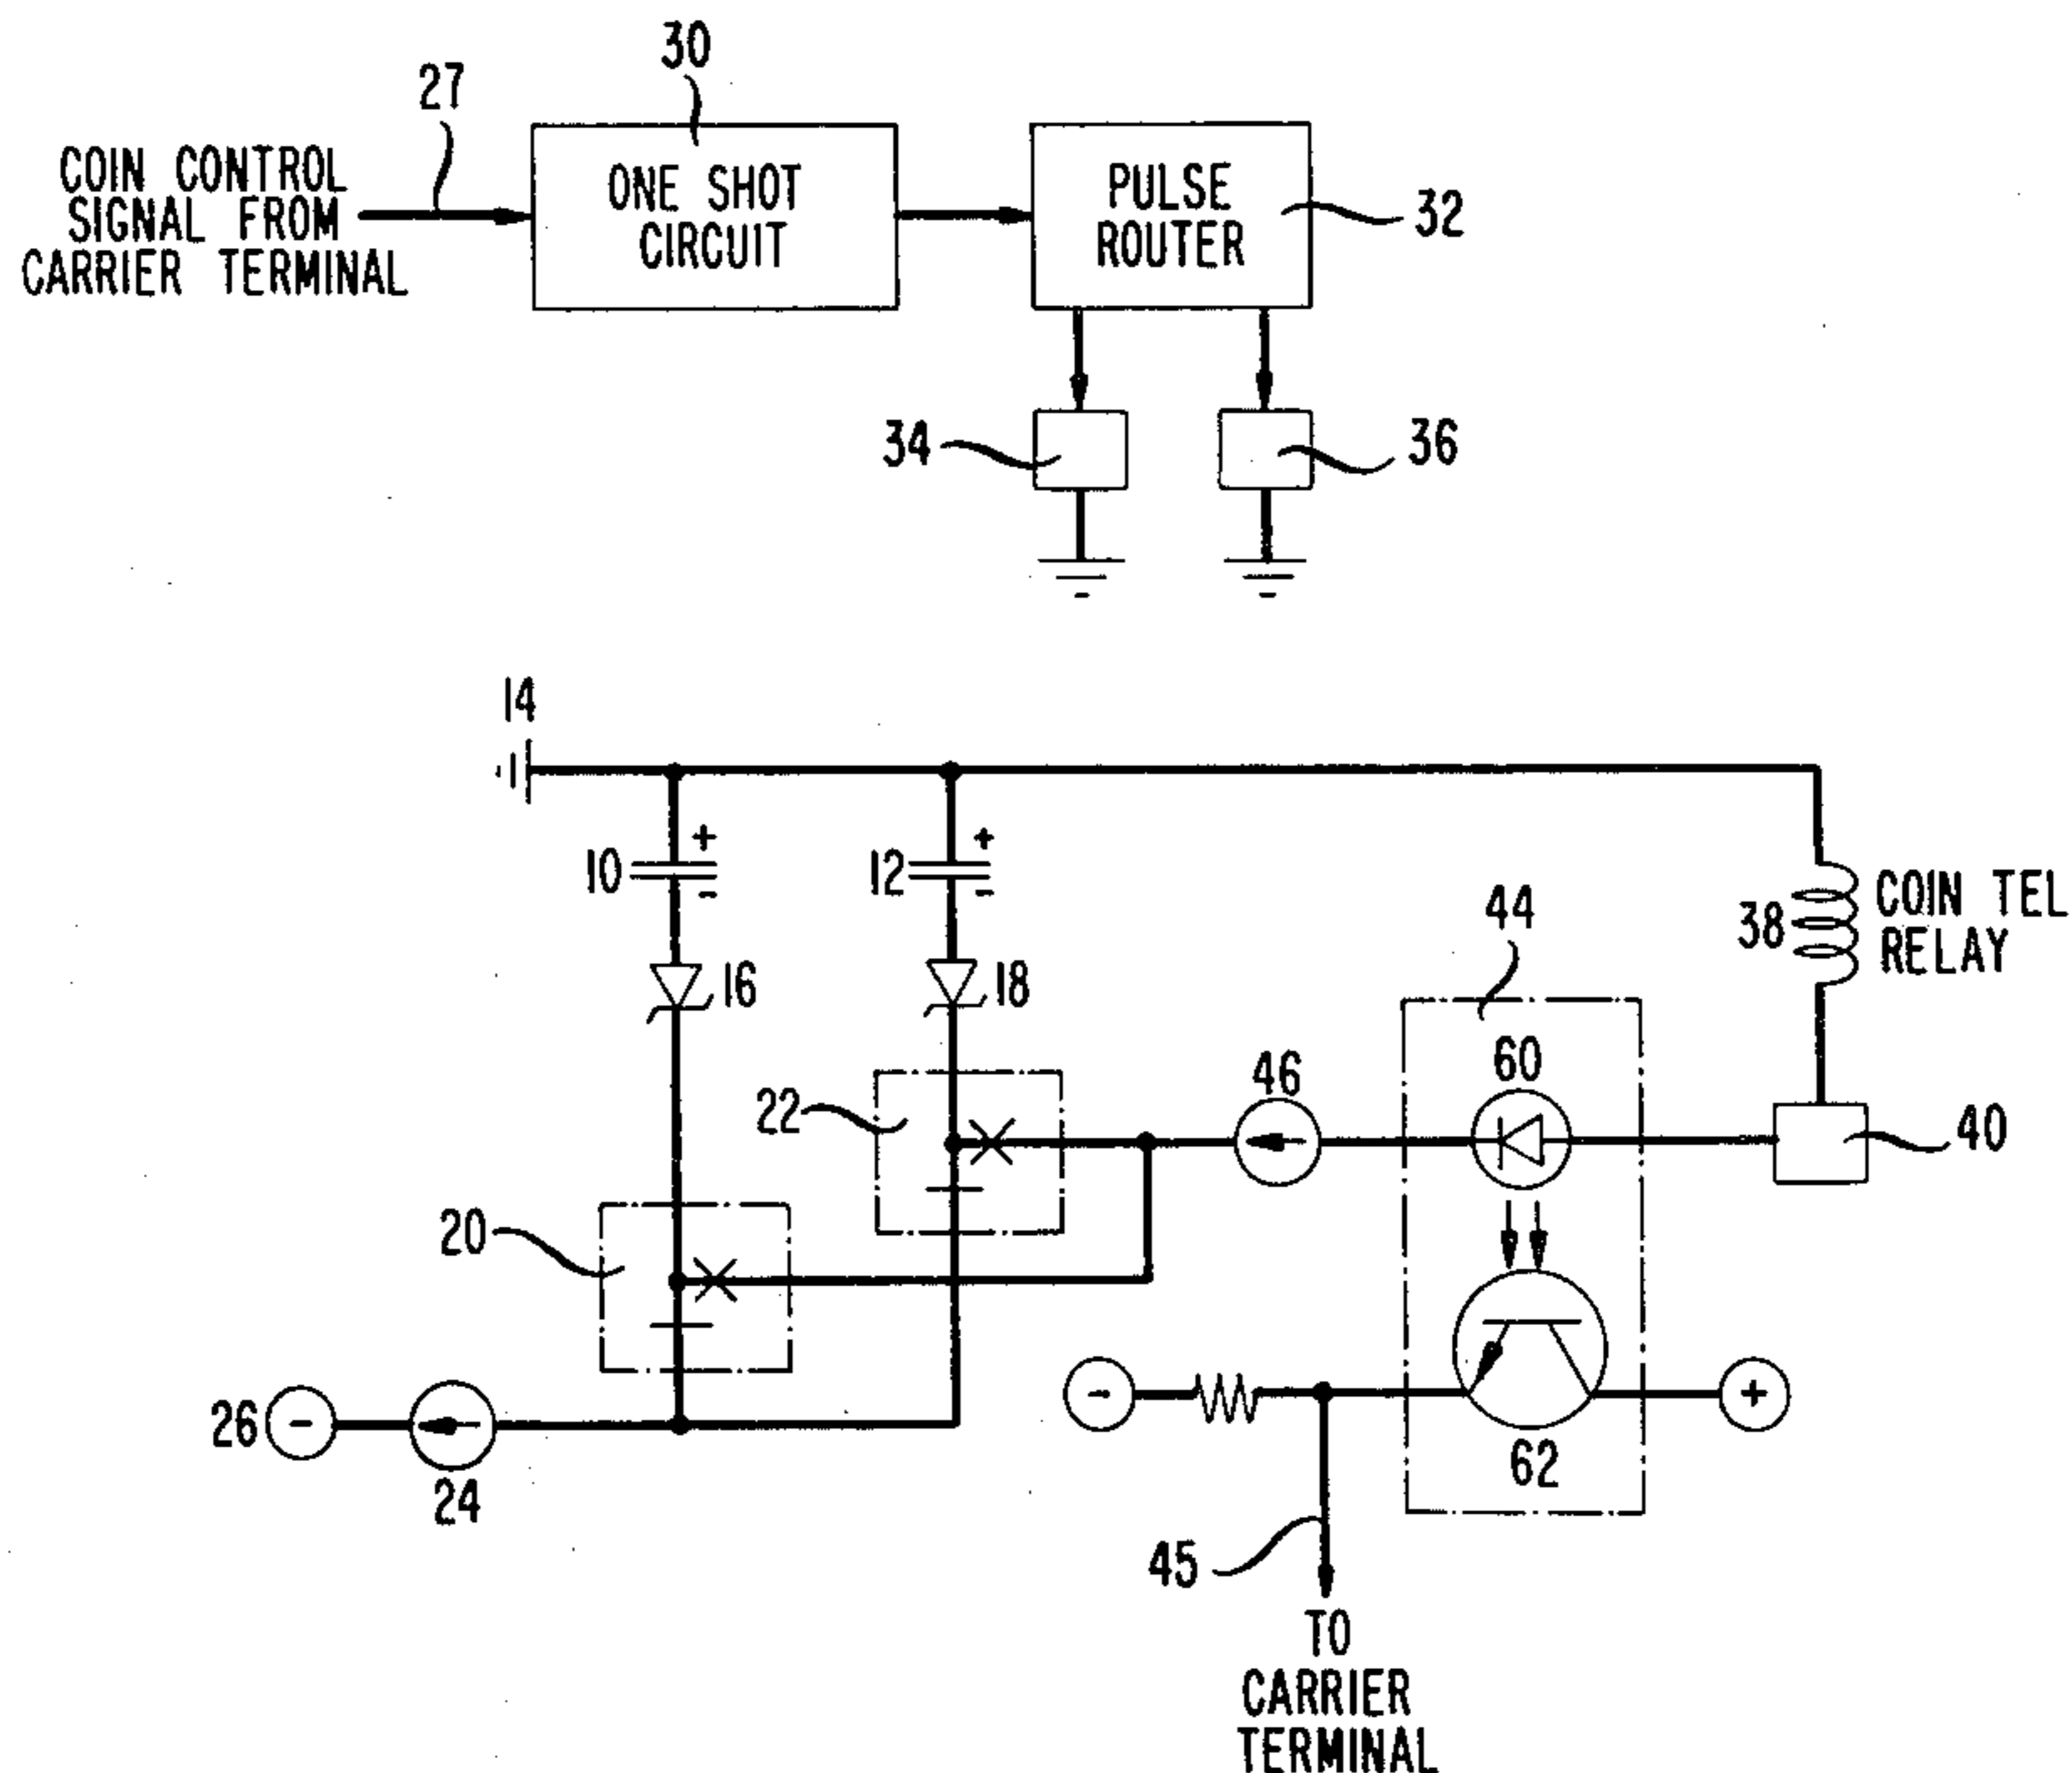 30
27
COIN CONTROL
SIGNAL FROM
CARRIER TERMINAL
ONE SHOT
CIRCUIT
PULSE
ROUTER
32
34
36
14
+
+
10
-
12
-
38
COIN TEL
RELAY
44
16
18
60
46
22
40
20
26
-
24
-
+
62
45
TO
CARRIER
TERMINAL